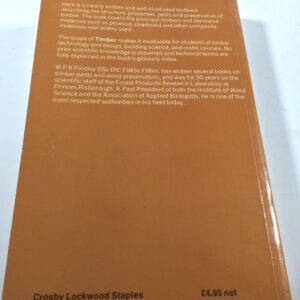 Here is a clearly written and well-illustrated textbook
describing the structure, properties, pests and preservation of
timber. The book covers the principal timbers and derivative
materials such as plywood, chipboard and other composite
materials now widely used.
The scope of Timber makes it invaluable for students of timber
technology and design, building science, and crafts courses. No
prior scientific knowledge is assumed and technical terms are
fully explained in the book's glossary index.
W P K Findlay DSc DIC FIWSc FIBiol, has written several books on
timber pests and wood preservation, and was for 30 years on the
scientific staff of the Forest Products Research Laboratory at
Princes Risborough. A Past President of both the Institute of Wood
Science and the Association of Applied Biologists, he is one of the
most respected authorities in his field today.
Crosby Lockwood Staples
£4.95 net